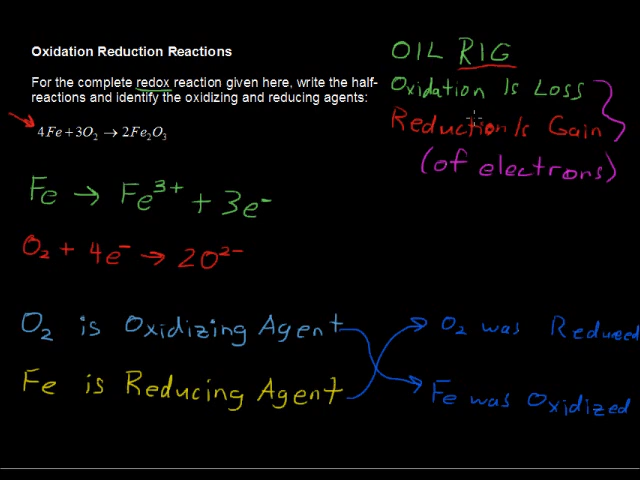 Oxidation Reduction Reactions
For the complete redox reaction given here, write the half-
reactions and identify the oxidizing and reducing agents:
4Fe+3O₂ → 2Fe₂O₃
OIL RIG
Oxidation Is Loss
Reduction Is Gain
(of electrons)
Fe → Fe³⁺ + 3e⁻
O₂ + 4e⁻ → 2O²⁻
O₂ is Oxidizing Agent
Fe is Reducing Agent
O₂ was Reduced
Fe was Oxidized